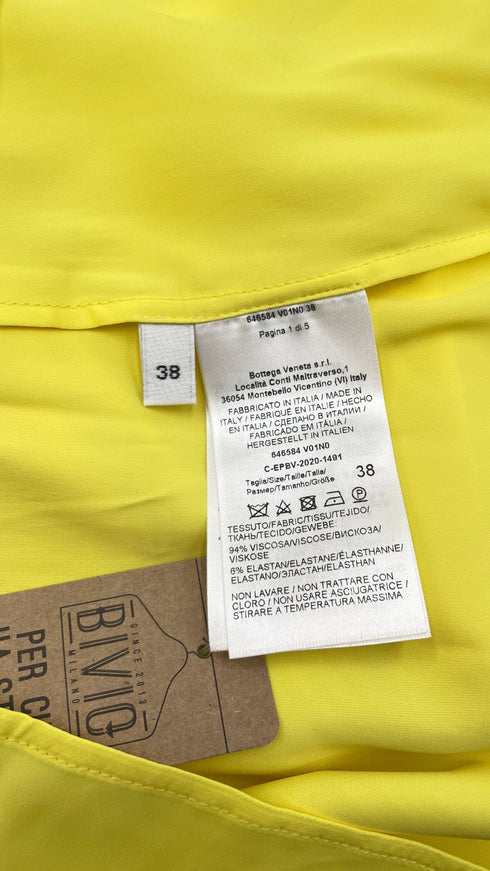 646584 V01N0 38
Pagina 1 di 5
38
Bottega Veneta s.r.l.
Località Conti Maltraverso,1
36054 Montebello Vicentino (VI) Italy
FABBRICATO IN ITALIA / MADE IN
ITALY / FABRIQUÉ EN ITALIE / HECHO
EN ITALIA / СДЕЛАНО В ИТАЛИИ /
FABRICADO EM ITÁLIA /
HERGESTELLT IN ITALIEN
646584 V01N0
C-EPBV-2020-1491
Taglia/Size/Taille/Talla/
Размер/Tamanho/Größe
38
TESSUTO/FABRIC/TISSU/TEJIDO/
ТКАНЬ/TECIDO/GEWEBE:
94% VISCOSA/VISCOSE/ВИСКОЗА/
VISKOSE
6% ELASTAN/ELASTANE/ÉLASTHANNE/
ELASTANO/ЭЛАСТАН/ELASTHAN
NON LAVARE / NON TRATTARE CON
CLORO / NON USARE ASCIUGATRICE /
STIRARE A TEMPERATURA MASSIMA
SINCE 2013
BIVIO
MILANO
PER